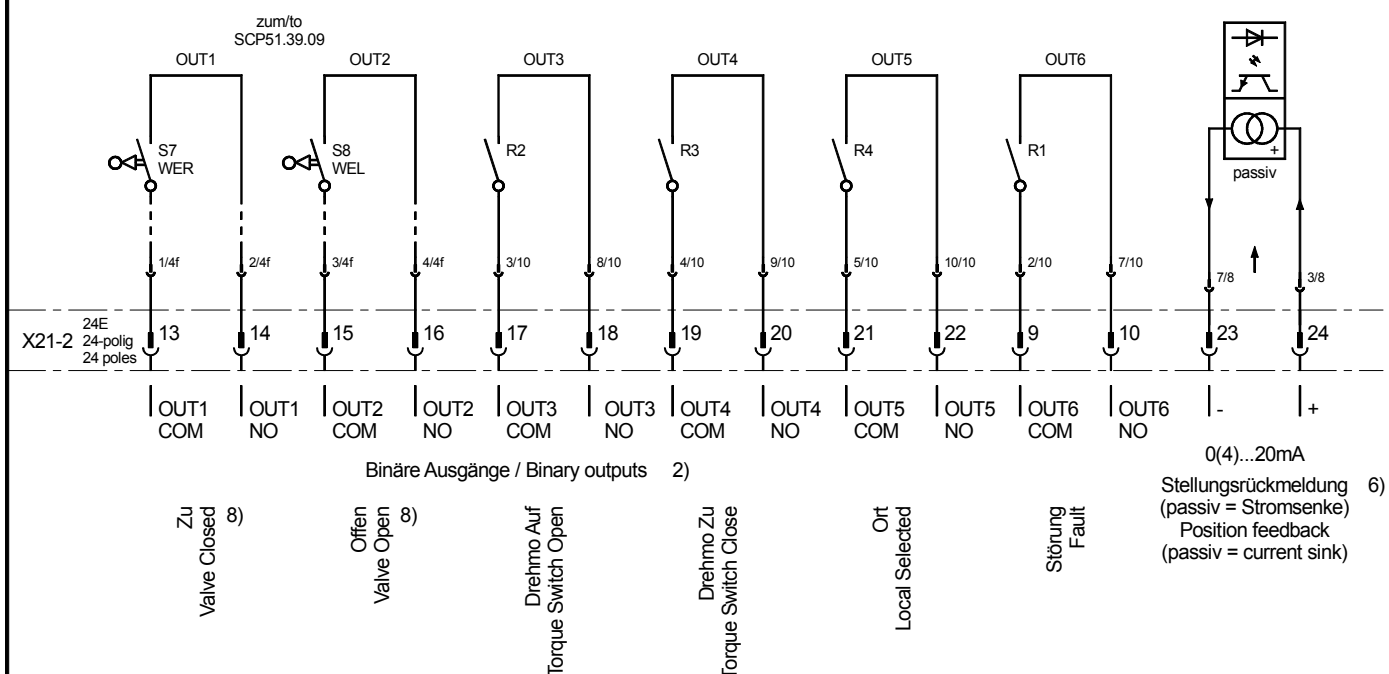 zum/to
SCP51.39.09
OUT1
OUT2
OUT3
OUT4
OUT5
OUT6
S7
WER
S8
WEL
R2
R3
R4
R1
+
passiv
1/4f
2/4f
3/4f
4/4f
3/10
8/10
4/10
9/10
5/10
10/10
2/10
7/10
7/8
3/8
X21-2
24E
24-polig
24 poles
13
14
15
16
17
18
19
20
21
22
9
10
23
24
OUT1
COM
OUT1
NO
OUT2
COM
OUT2
NO
OUT3
COM
OUT3
NO
OUT4
COM
OUT4
NO
OUT5
COM
OUT5
NO
OUT6
COM
OUT6
NO
-
+
Binäre Ausgänge / Binary outputs 2)
0(4)...20mA
Stellungsrückmeldung 6)
(passiv = Stromsenke)
Position feedback
(passiv = current sink)
Zu 8)
Valve Closed
Offen 8)
Valve Open
Drehmo Auf
Torque Switch Open
Drehmo Zu
Torque Switch Close
Ort
Local Selected
Störung
Fault